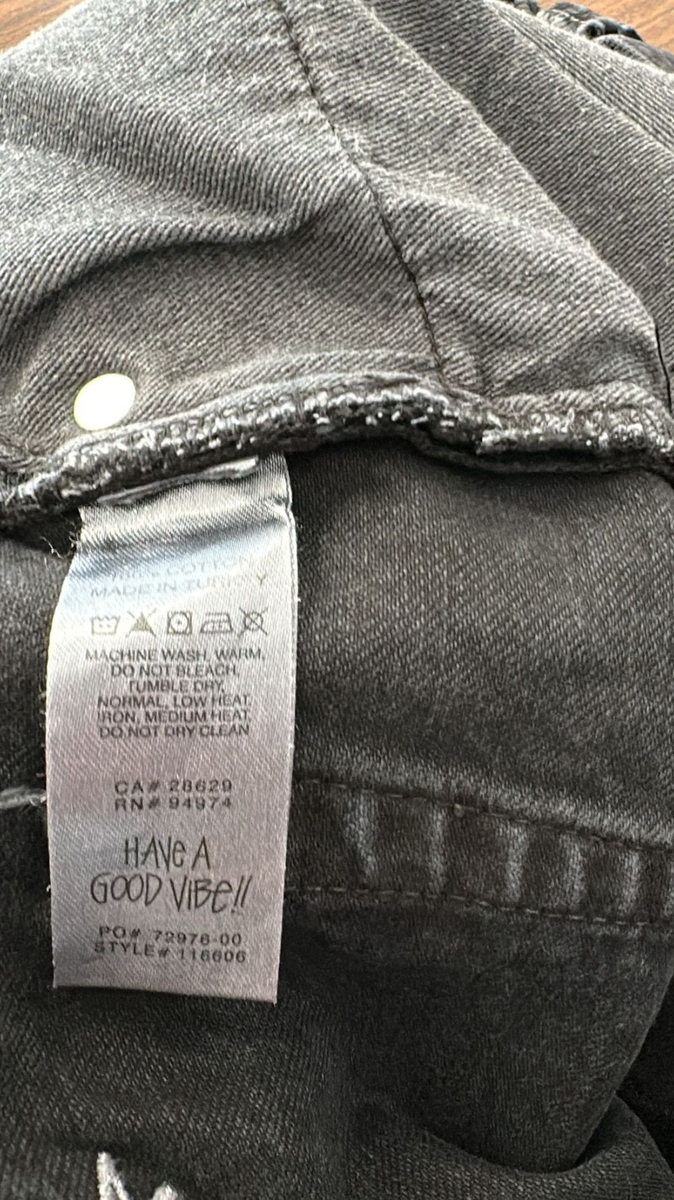 COTTON
MADE IN TURKEY
MACHINE WASH, WARM,
DO NOT BLEACH,
TUMBLE DRY,
NORMAL, LOW HEAT,
IRON, MEDIUM HEAT,
DO NOT DRY CLEAN
CA# 28629
RN# 94974
HAVE A
GOOD VIBE!!
PO# 72976-00
STYLE# 116606